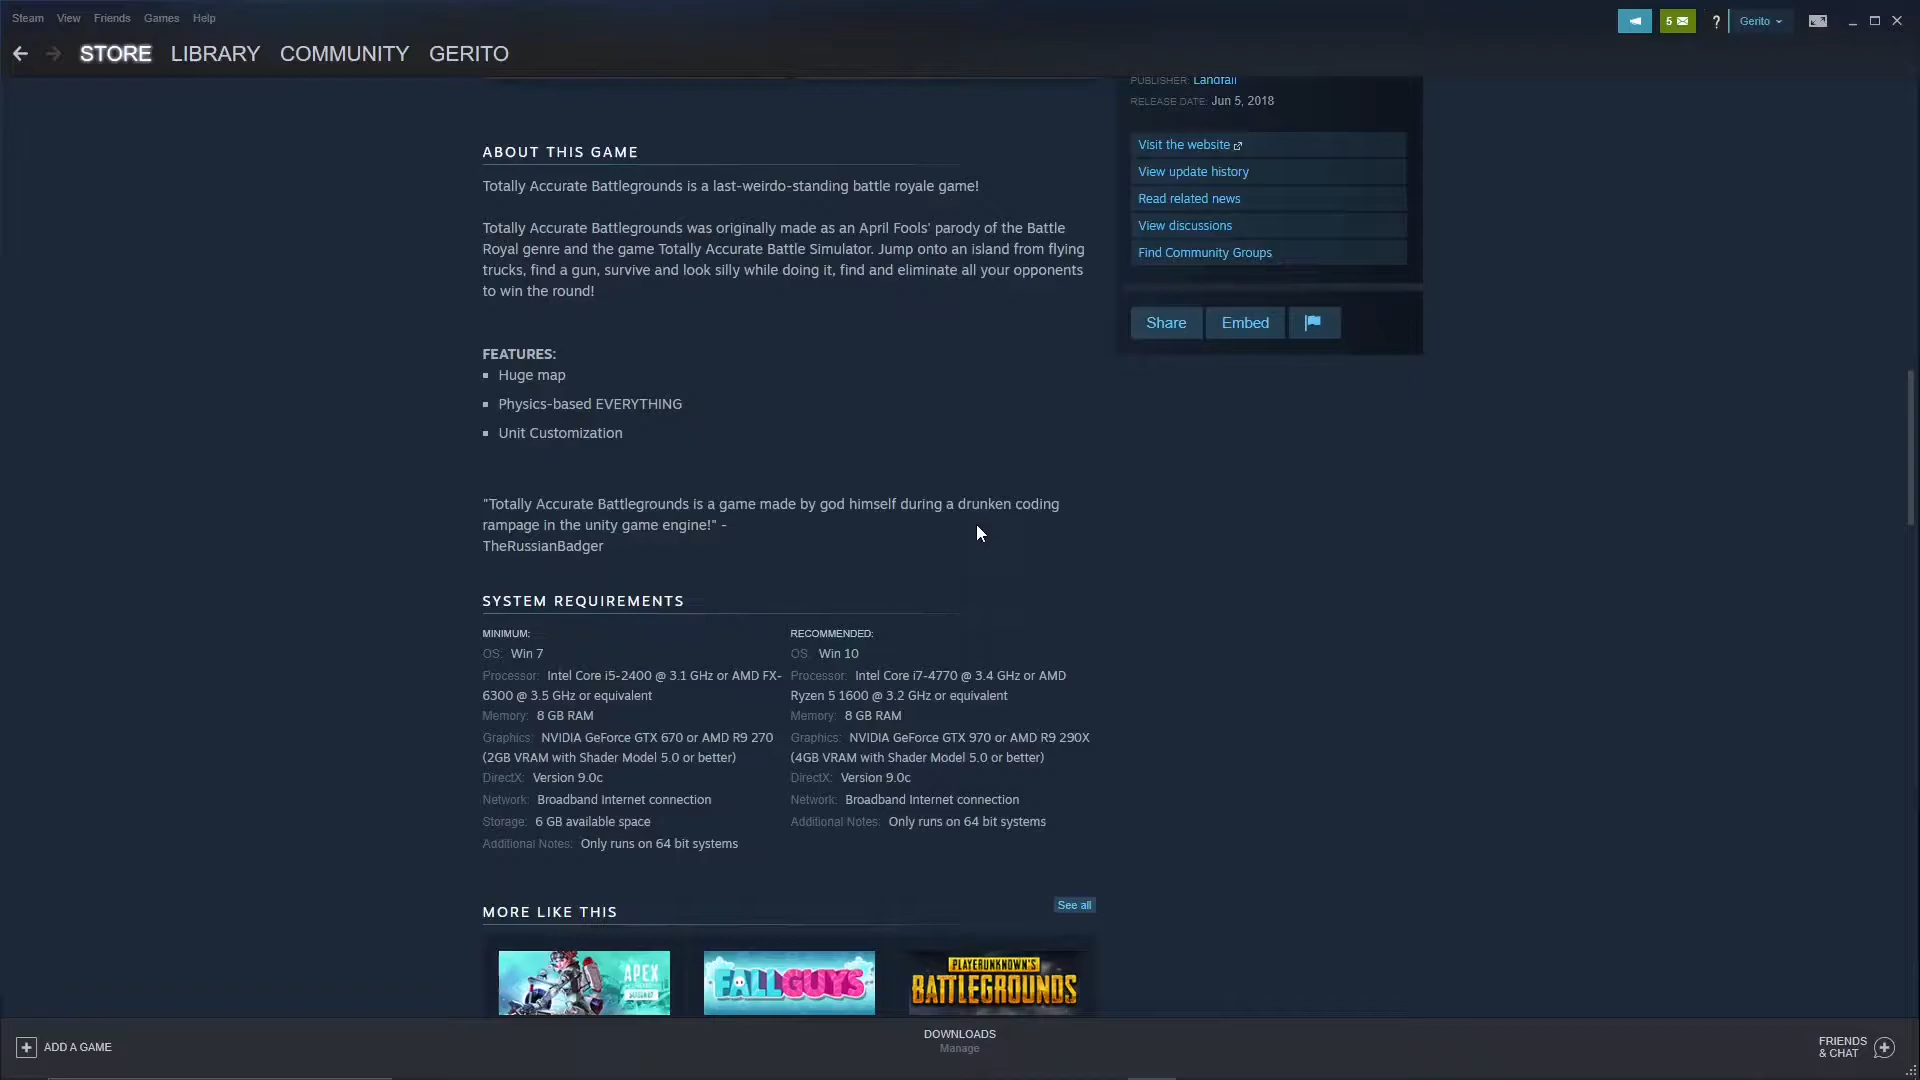 Steam View Friends Games Help
5 ? Gerito
STORE LIBRARY COMMUNITY GERITO
PUBLISHER: Landfall
RELEASE DATE: Jun 5, 2018
Visit the website
View update history
Read related news
View discussions
Find Community Groups
Share Embed
ABOUT THIS GAME
Totally Accurate Battlegrounds is a last-weirdo-standing battle royale game!
Totally Accurate Battlegrounds was originally made as an April Fools' parody of the Battle
Royal genre and the game Totally Accurate Battle Simulator. Jump onto an island from flying
trucks, find a gun, survive and look silly while doing it, find and eliminate all your opponents
to win the round!
FEATURES:
Huge map
Physics-based EVERYTHING
Unit Customization
"Totally Accurate Battlegrounds is a game made by god himself during a drunken coding
rampage in the unity game engine!" -
TheRussianBadger
SYSTEM REQUIREMENTS
MINIMUM:
OS: Win 7
Processor: Intel Core i5-2400 @ 3.1 GHz or AMD FX-
6300 @ 3.5 GHz or equivalent
Memory: 8 GB RAM
Graphics: NVIDIA GeForce GTX 670 or AMD R9 270
(2GB VRAM with Shader Model 5.0 or better)
DirectX: Version 9.0c
Network: Broadband Internet connection
Storage: 6 GB available space
Additional Notes: Only runs on 64 bit systems
RECOMMENDED:
OS: Win 10
Processor: Intel Core i7-4770 @ 3.4 GHz or AMD
Ryzen 5 1600 @ 3.2 GHz or equivalent
Memory: 8 GB RAM
Graphics: NVIDIA GeForce GTX 970 or AMD R9 290X
(4GB VRAM with Shader Model 5.0 or better)
DirectX: Version 9.0c
Network: Broadband Internet connection
Additional Notes: Only runs on 64 bit systems
MORE LIKE THIS
See all
APEX
FALL GUYS
PLAYERUNKNOWN'S
BATTLEGROUNDS
ADD A GAME
DOWNLOADS
Manage
FRIENDS
& CHAT